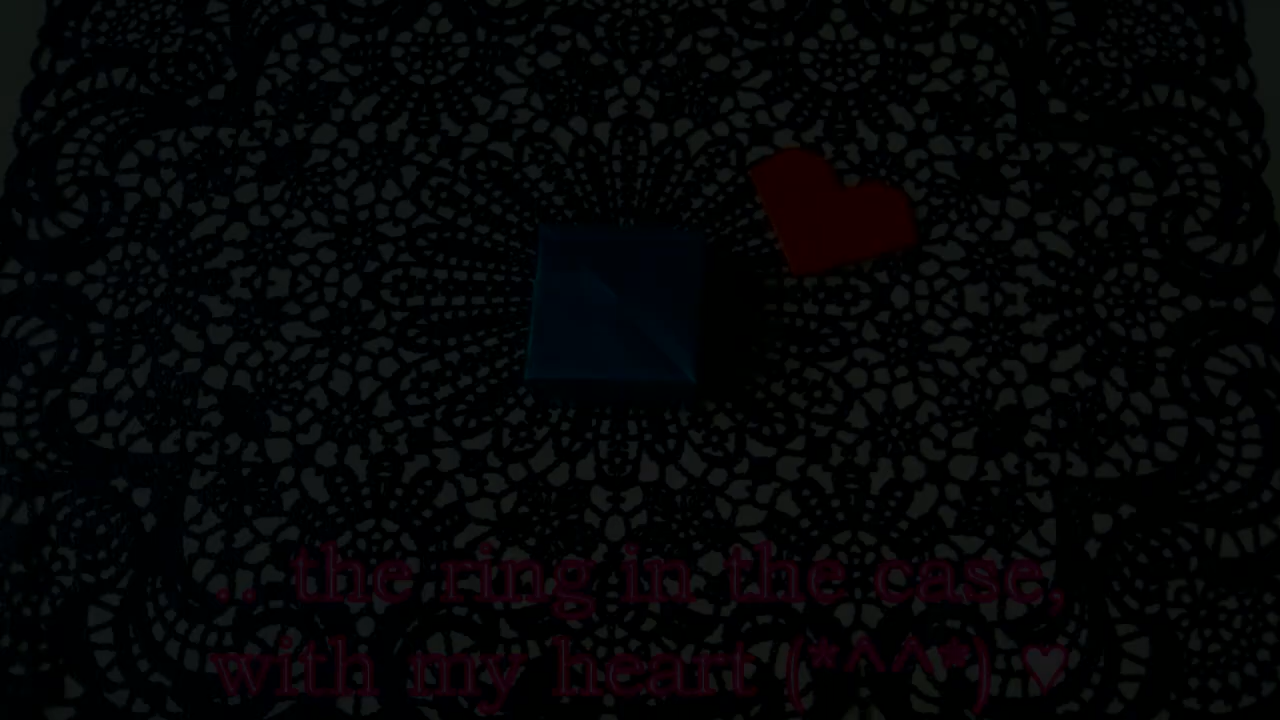 .. the ring in the case,
with my heart (*^^*) ♡